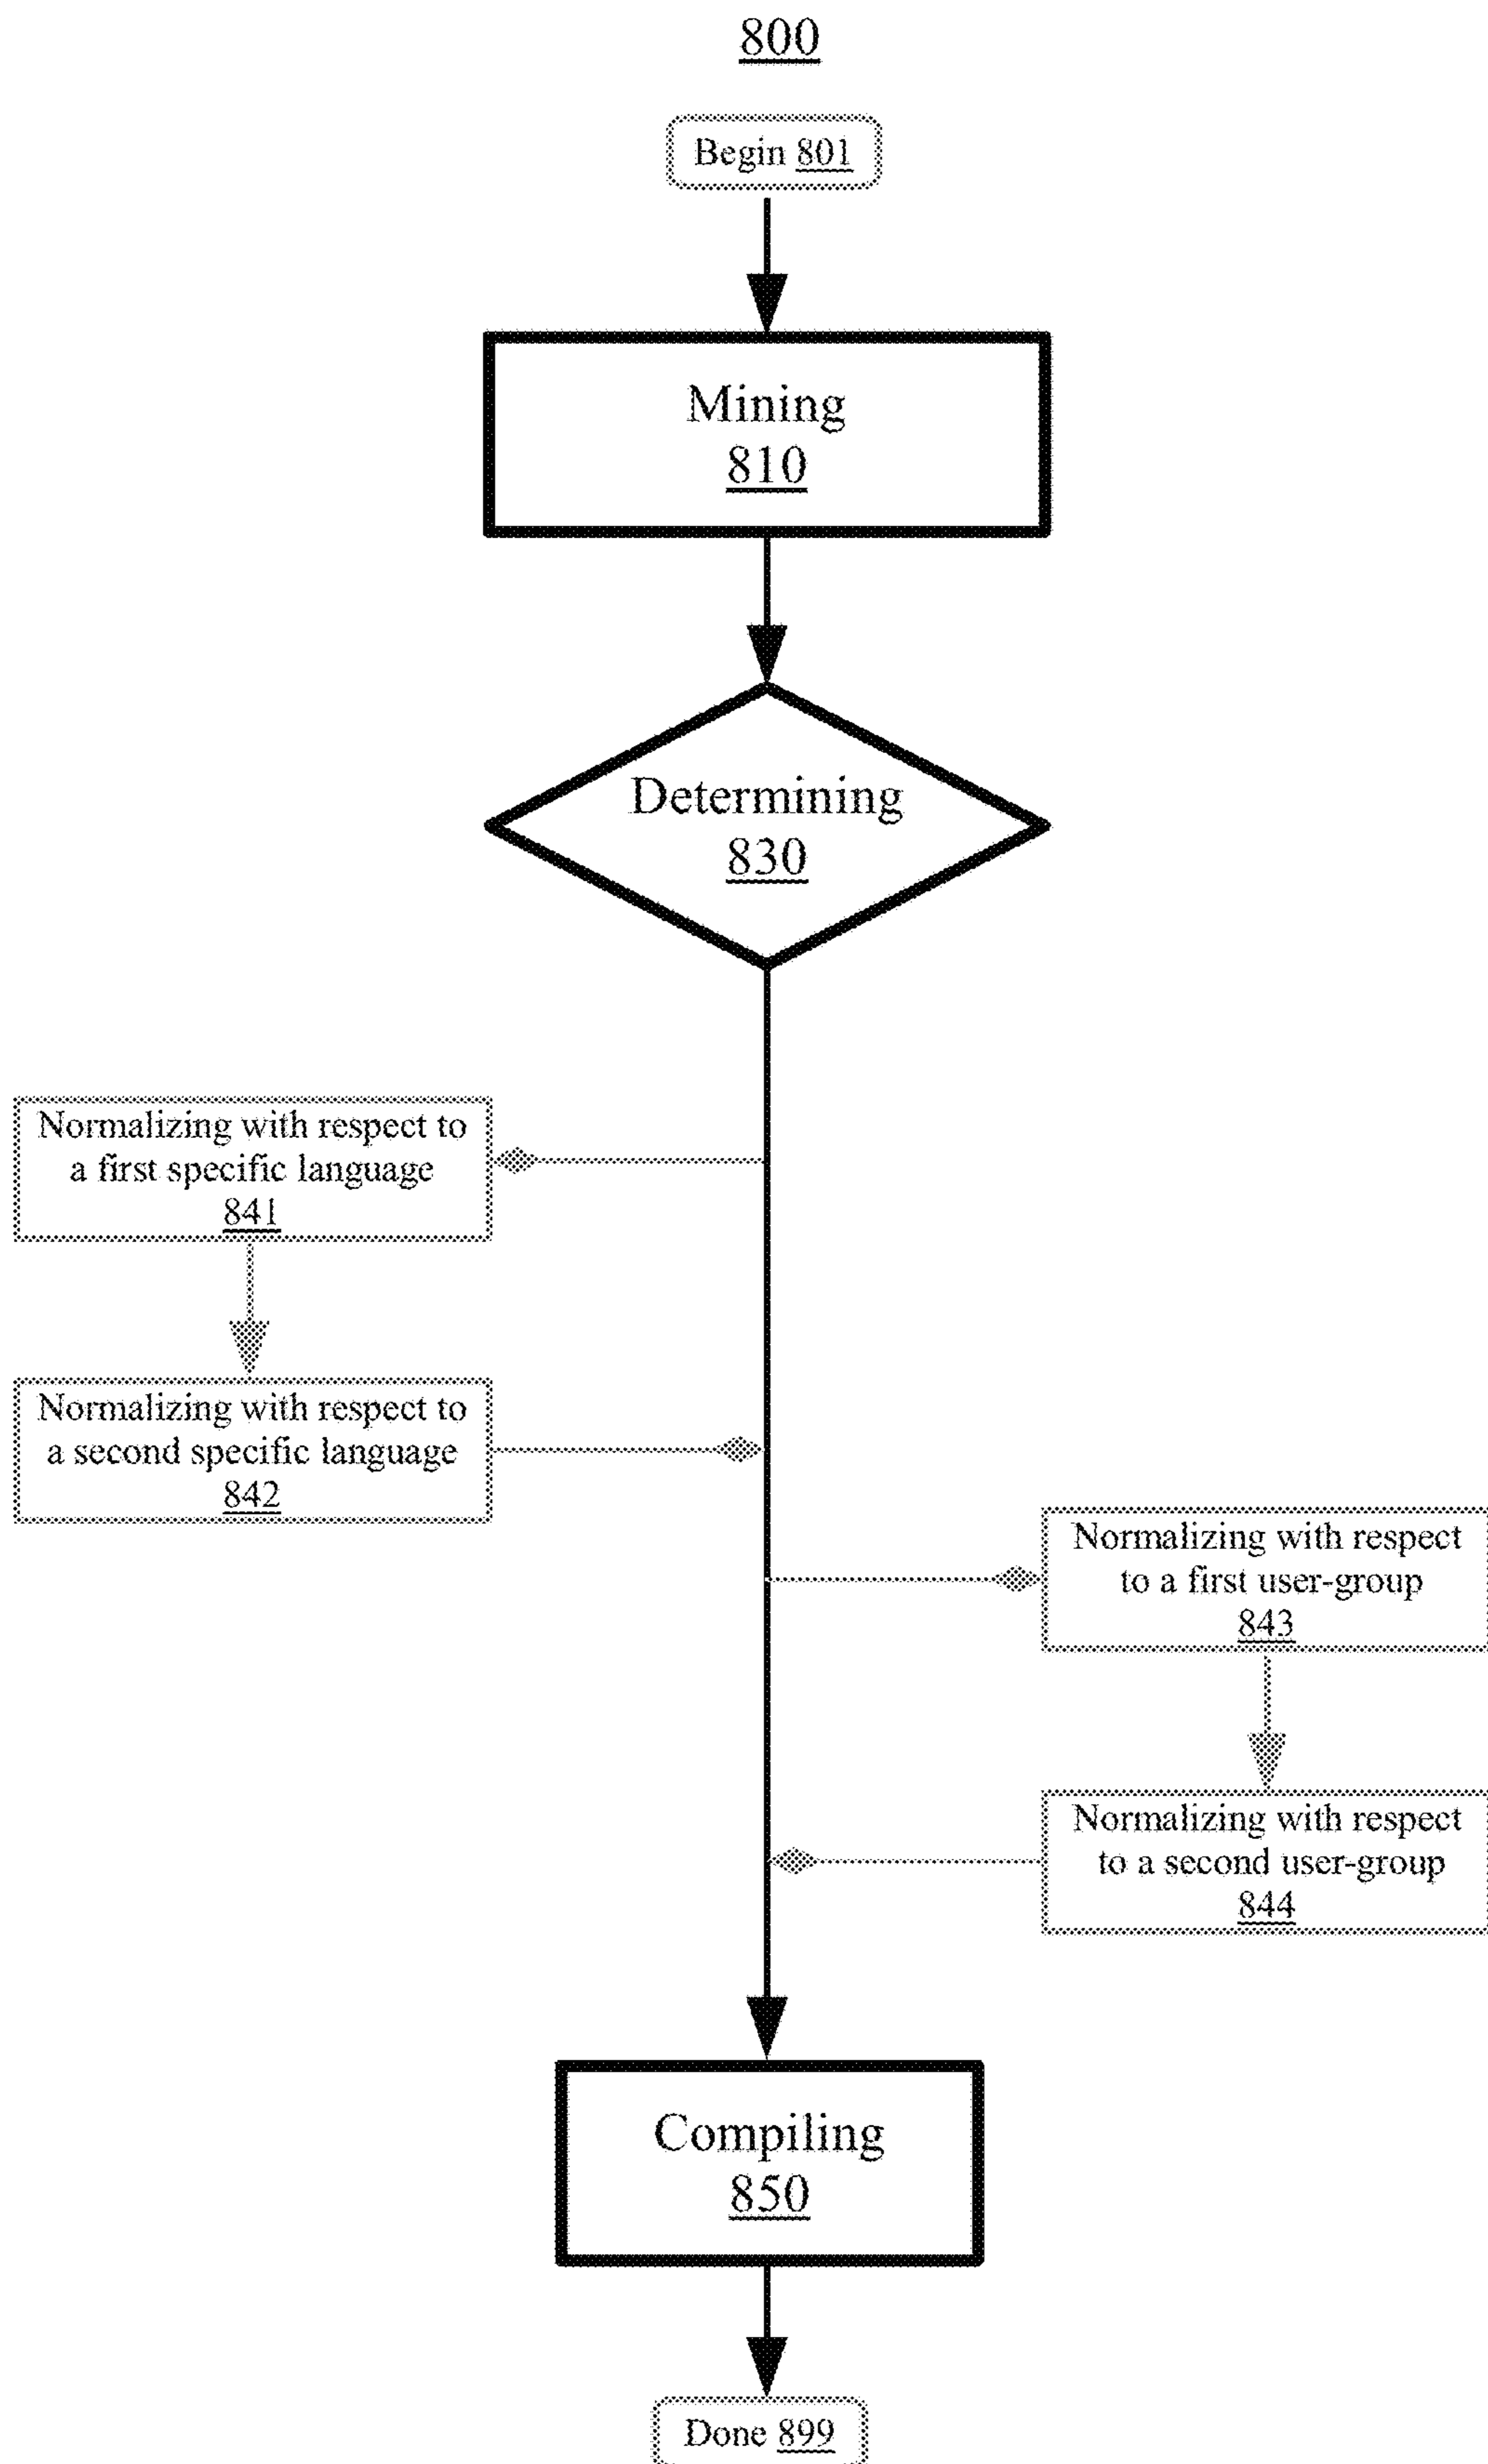 800
Begin 801
Mining
810
Determining
830
Normalizing with respect to
a first specific language
841
Normalizing with respect to
a second specific language
842
Normalizing with respect
to a first user-group
843
Normalizing with respect
to a second user-group
844
Compiling
850
Done 899